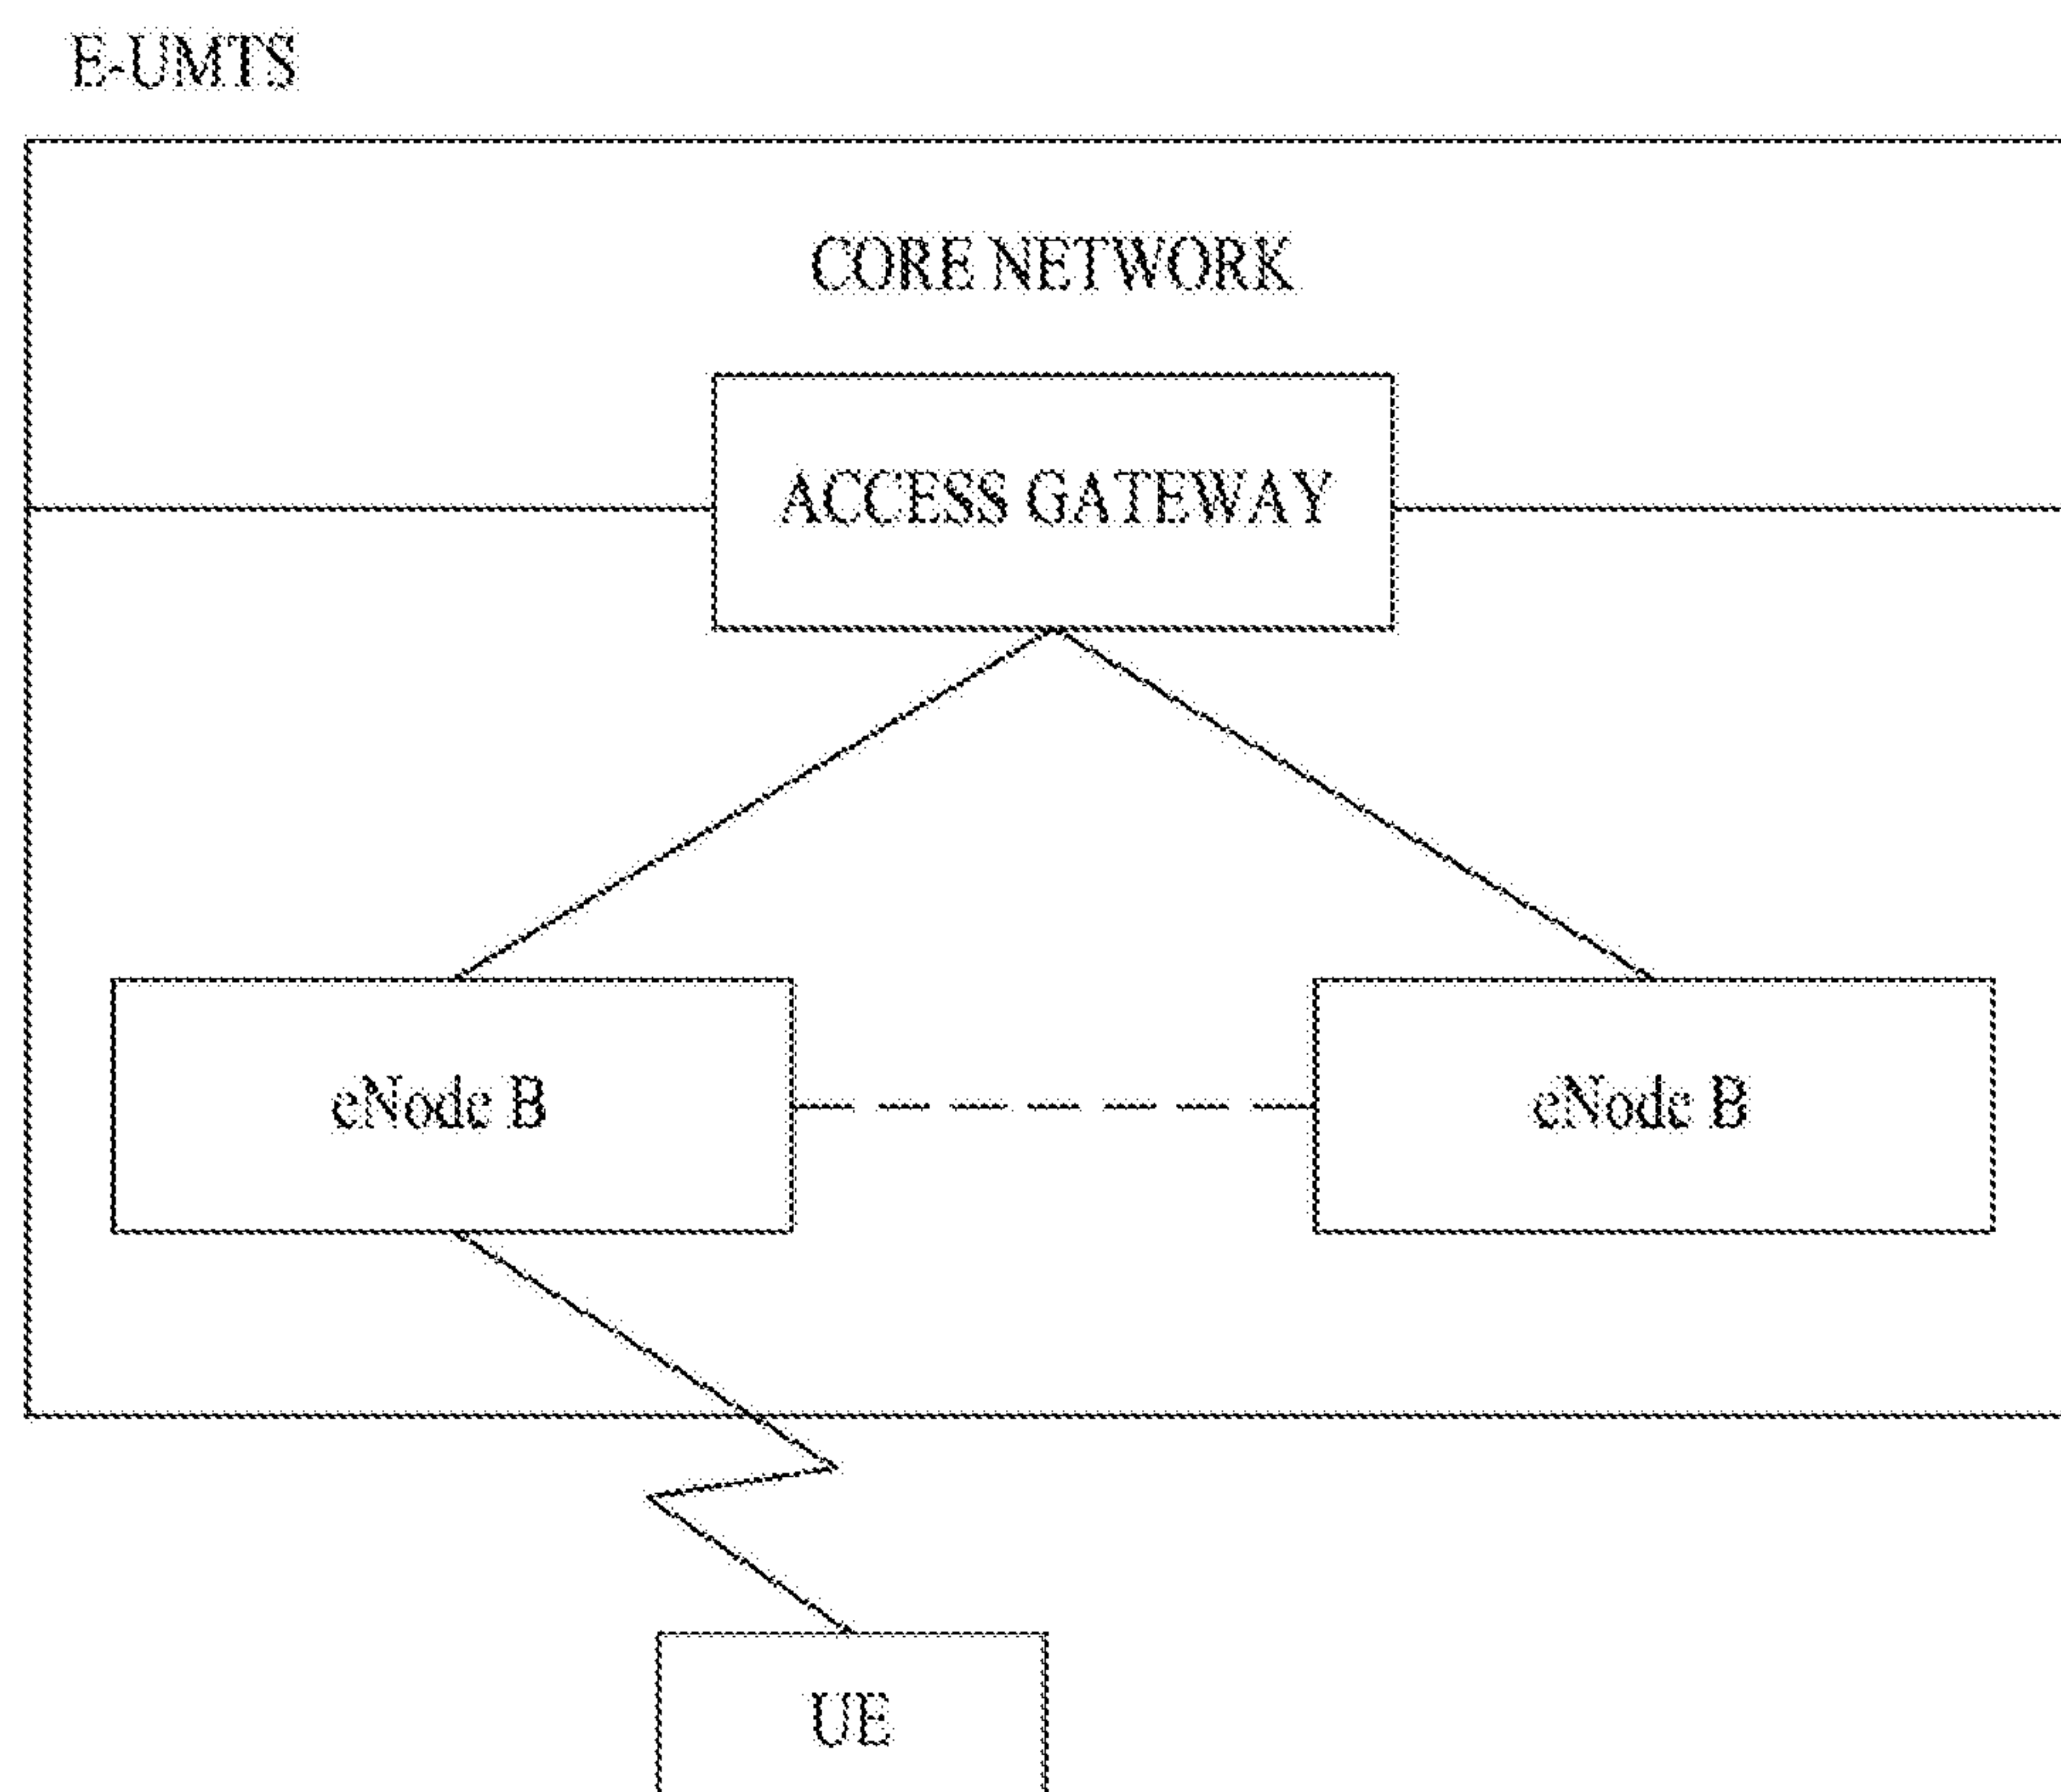 E-UMTS
CORE NETWORK
ACCESS GATEWAY
eNode B
eNode B
UE